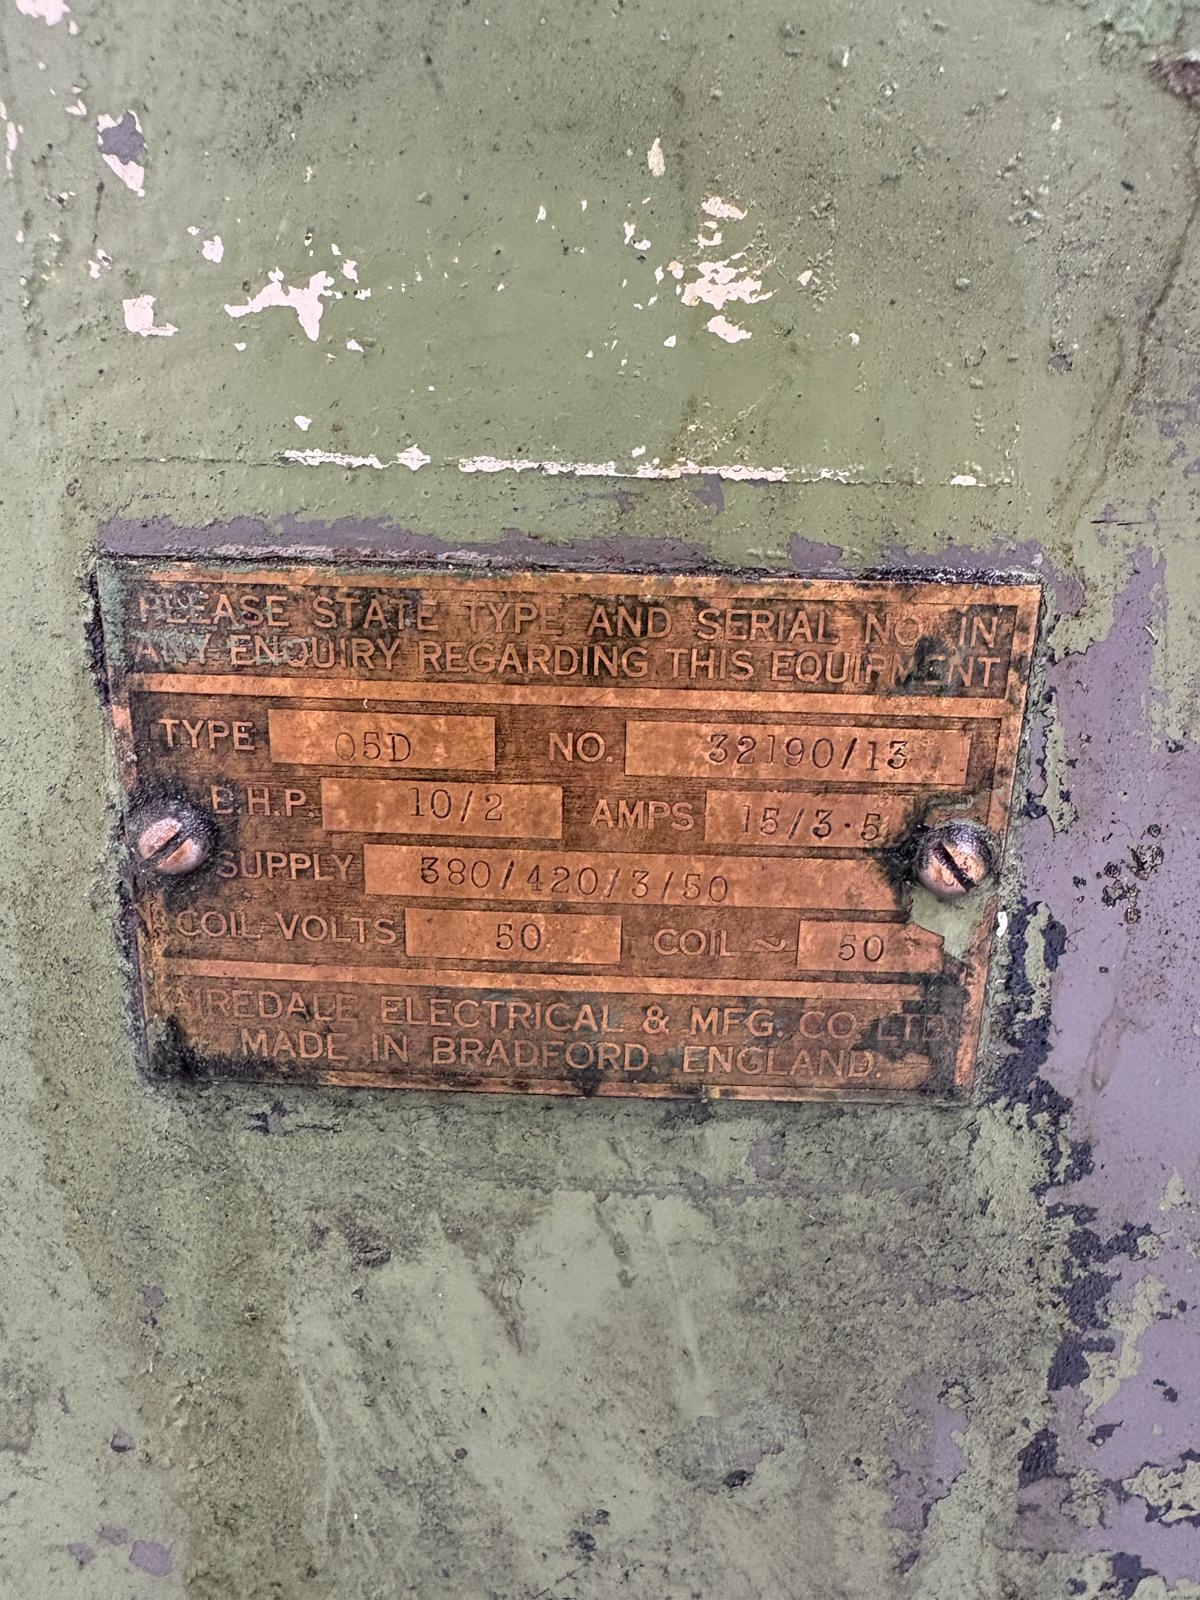 PLEASE STATE TYPE AND SERIAL NO. IN
ANY ENQUIRY REGARDING THIS EQUIPMENT
TYPE Q5D NO. 32190/13
B.H.P. 10/2 AMPS 15/3·5
SUPPLY 380/420/3/50
COIL VOLTS 50 COIL ~ 50
AIREDALE ELECTRICAL & MFG. CO LTD.
MADE IN BRADFORD. ENGLAND.